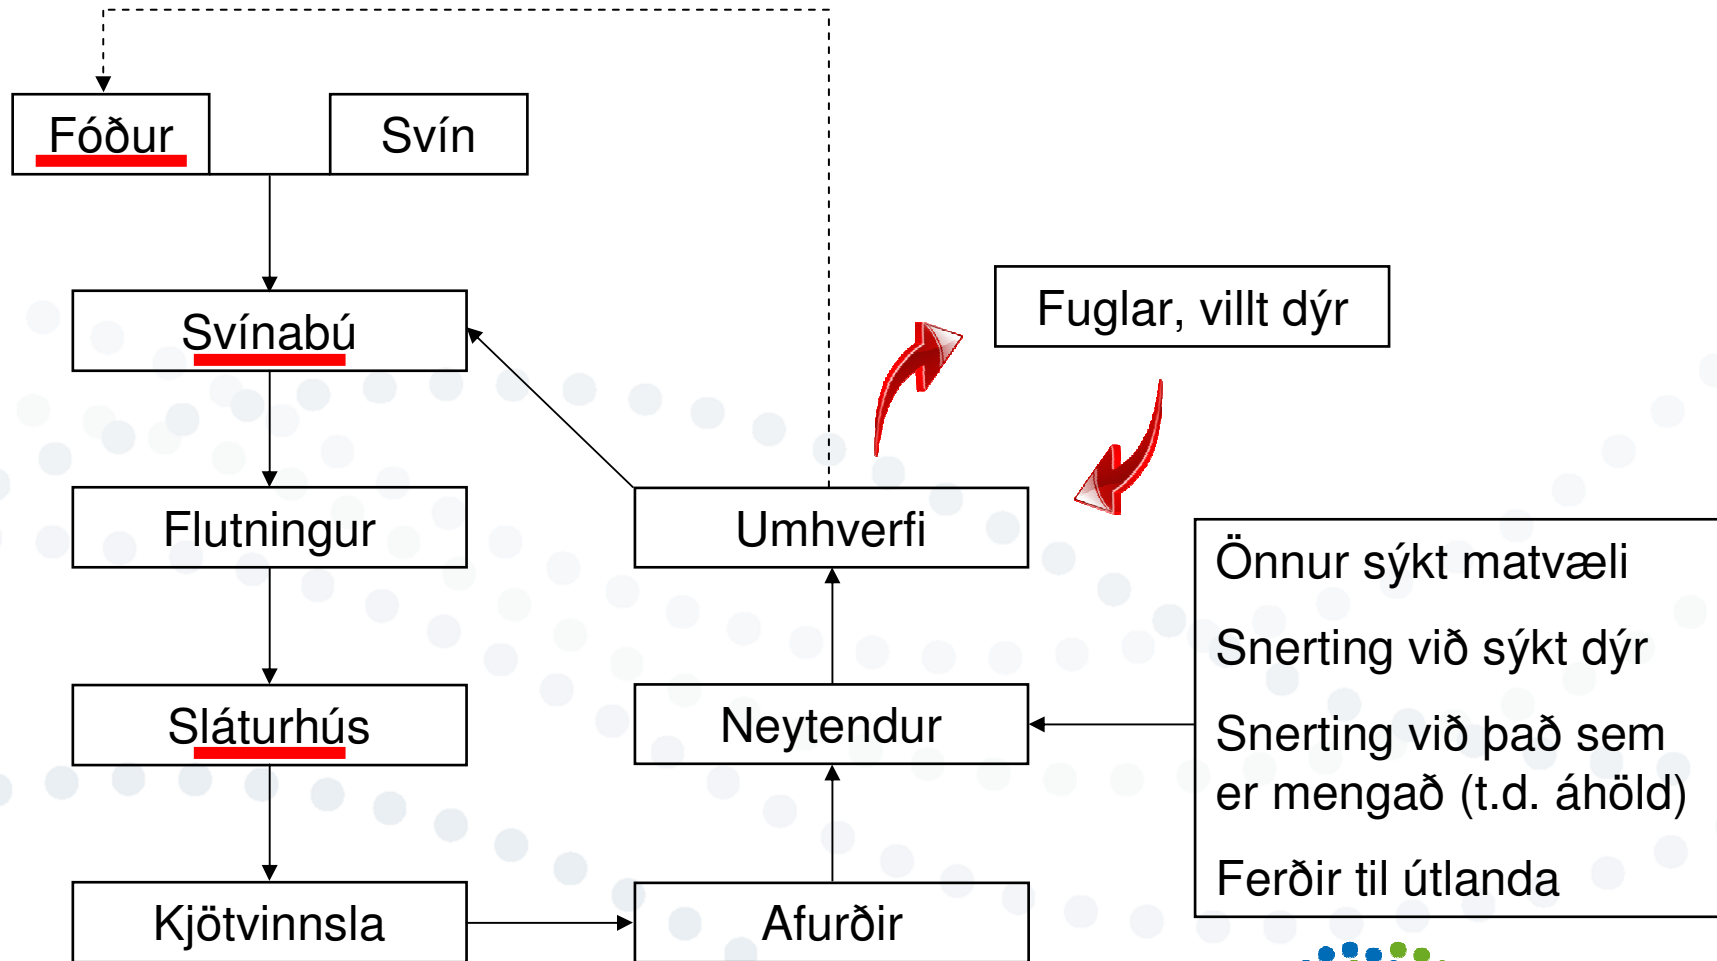 Fóður
Svín
Svínabú
Fuglar, villt dýr
Flutningur
Umhverfi
Önnur sýkt matvæli
Snerting við sýkt dýr
Snerting við það sem
er mengað (t.d. áhöld)
Ferðir til útlanda
Sláturhús
Neytendur
Kjötvinnsla
Afurðir